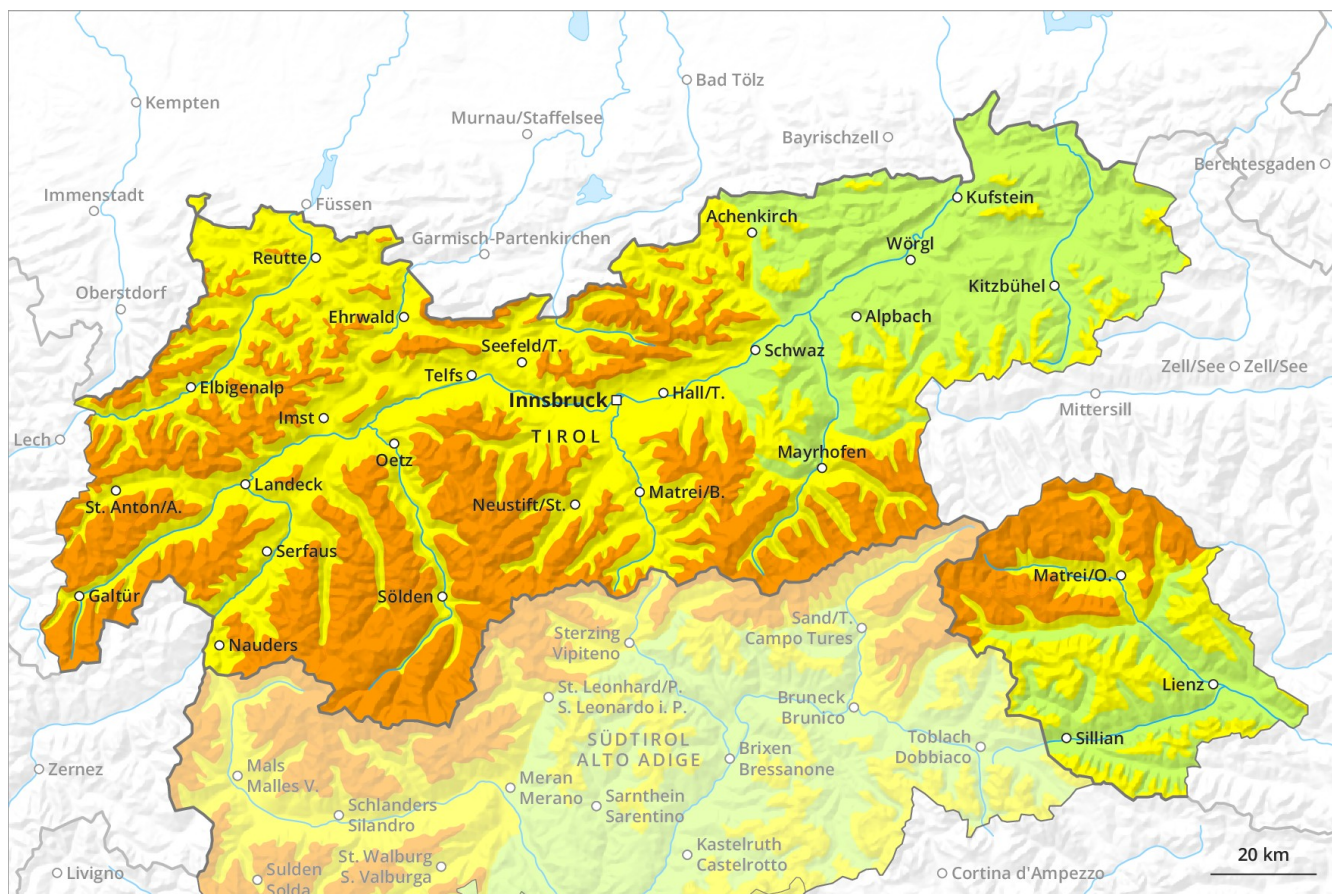 Bad Tölz
Kempten
Murnau/Staffelsee
Bayrischzell
Berchtesgaden
Immenstadt
Füssen
Kufstein
Achenkirch
Garmisch-Partenkirchen
Wörgl
Reutte
Kitzbühel
Oberstdorf
Ehrwald
Alpbach
Seefeld/T.
Schwaz
Zell/See
Zell/See
Telfs
Elbigenalp
Hall/T.
Innsbruck
Mittersill
Imst
Lech
TIROL
Oetz
Mayrhofen
Landeck
Matrei/B.
St. Anton/A.
Neustift/St.
Serfaus
Matrei/O.
Galtür
Sölden
Sand/T.
Campo Tures
Sterzing
Vipiteno
Nauders
Lienz
St. Leonhard/P.
S. Leonardo i. P.
Bruneck
Brunico
SÜDTIROL
ALTO ADIGE
Toblach
Dobbiaco
Sillian
Brixen
Bressanone
Zernez
Mals
Malles V.
Meran
Merano
Sarnthein
Sarentino
Schlanders
Silandro
Kastelruth
Castelrotto
20 km
St. Walburg
S. Valburga
Livigno
Sulden
Solda
Cortina d'Ampezzo